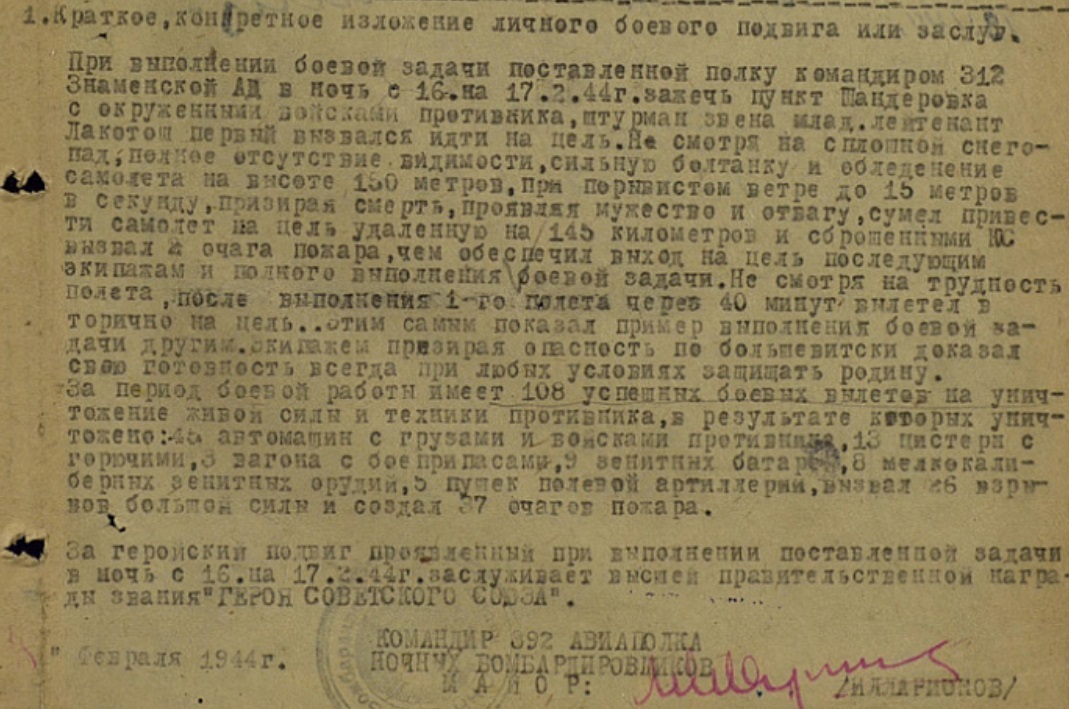 1.Краткое,конкретное изложение личного боевого подвига или заслуг.
При выполнении боевой задачи поставленной полку командиром 312
Знаменской АД в ночь с 16.на 17.2.44г.зажечь пункт Шандеровка
с окруженными войсками противника,штурман звена млад.лейтенант
Лакотош первый вызвался идти на цель.Не смотря на сплошной снего-
пад,полное отсутствие видимости,сильную болтанку и обледенение
самолета на высоте 150 метров,при порывистом ветре до 15 метров
в секунду,призирая смерть,проявляя мужество и отвагу,сумел привес-
ти самолет на цель удаленную на 145 километров и сброшенными КС
вызвал 2 очага пожара,чем обеспечил выход на цель последующим
экипажам и полного выполнения боевой задачи.Не смотря на трудность
полета,после выполнения 1-го полета через 40 минут вылетел в
торично на цель..Этим самым показал пример выполнения боевой за-
дачи другим.Экипажем призирая опасность по большевитски доказал
свою готовность всегда при любых условиях защищать родину.
За период боевой работы имеет 108 успешных боевых вылетов на унич-
тожение живой силы и техники противника,в результате которых унич-
тожено:45 автомашин с грузами и войсками противника,13 цистерн с
горючими,3 вагона с боеприпасами,9 зенитных батарей,8 мелкокали-
берных зенитных орудий,5 пушек полевой артиллерии,вызвал 26 взры-
вов большой силы и создал 37 очагов пожара.
За геройский подвиг проявленный при выполнении поставленной задачи
в ночь с 16.на 17.2.44г.заслуживает высшей правительственной награ-
ды звания"ГЕРОЯ СОВЕТСКОГО СОЮЗА".
КОМАНДИР 392 АВИАПОЛКА
" Февраля 1944г. НОЧНЫХ БОМБАРДИРОВЩИКОВ
М А Й О Р: /ИЛЛАРИОНОВ/